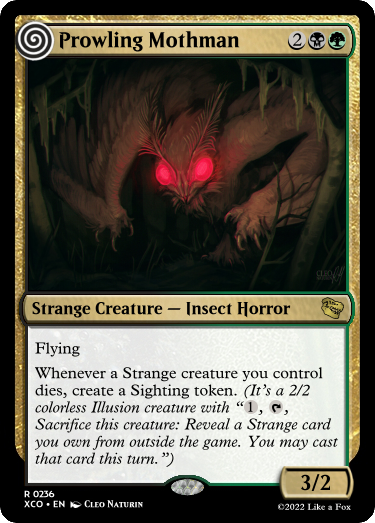 Prowling Mothman 2
Strange Creature — Insect Horror
Flying
Whenever a Strange creature you control
dies, create a Sighting token. (It's a 2/2
colorless Illusion creature with “1, ,
Sacrifice this creature: Reveal a Strange card
you own from outside the game. You may cast
that card this turn.”)
3/2
R 0236
XCO • EN Cleo Naturin
©2022 Like a Fox